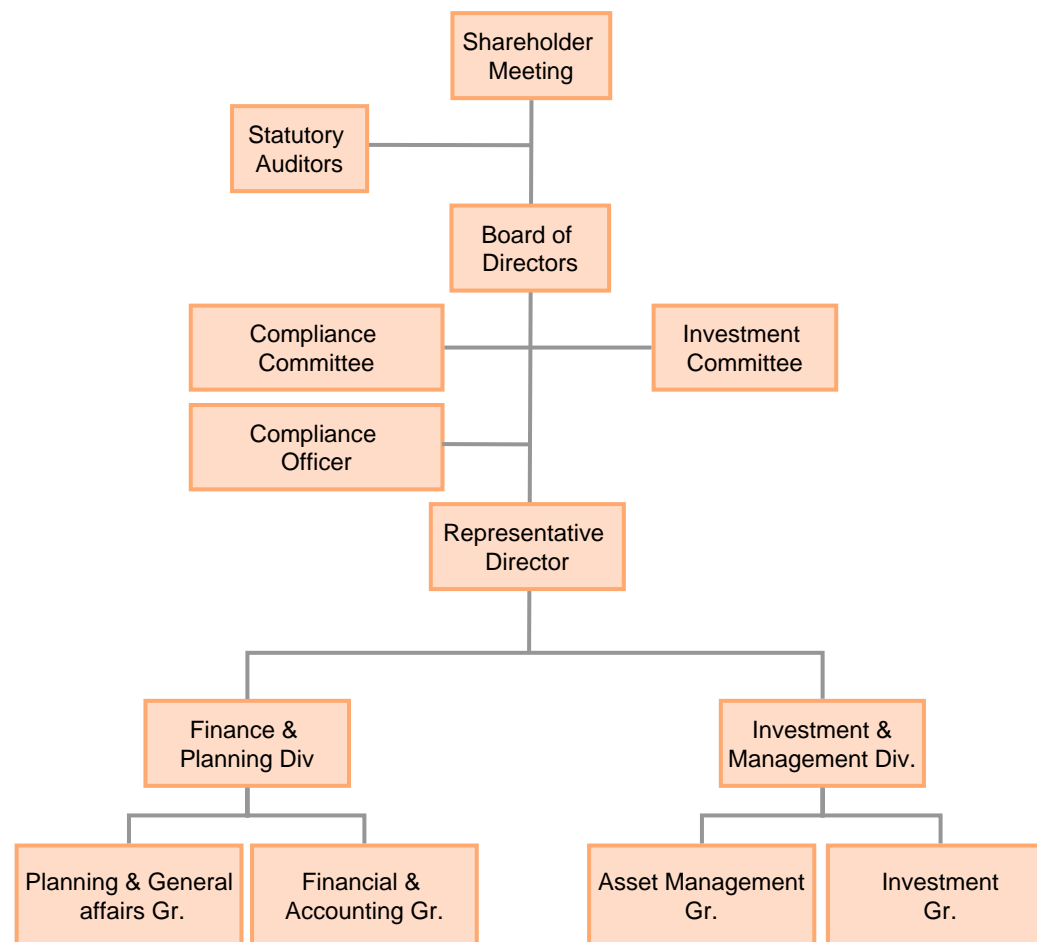 Shareholder
Meeting
Statutory
Auditors
Board of
Directors
Compliance
Committee
Investment
Committee
Compliance
Officer
Representative
Director
Finance &
Planning Div
Investment &
Management Div.
Planning & General
affairs Gr.
Financial &
Accounting Gr.
Asset Management
Gr.
Investment
Gr.